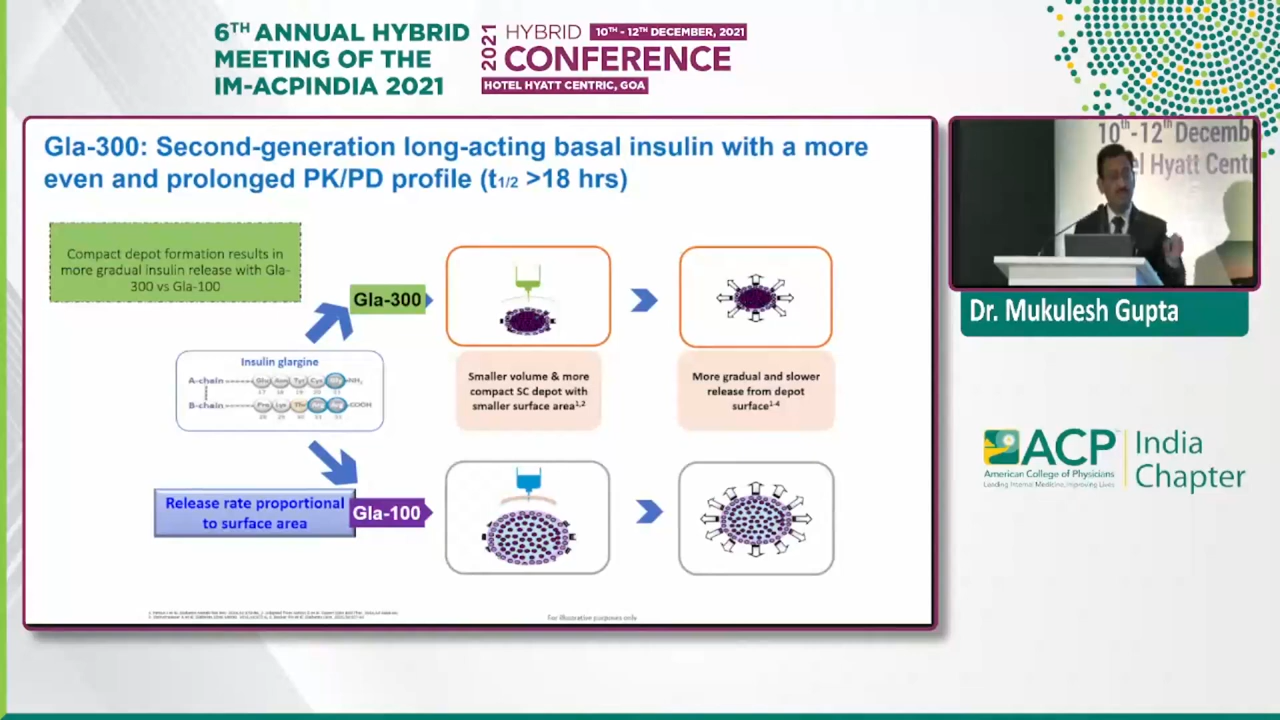 6TH ANNUAL HYBRID
MEETING OF THE
IM-ACPINDIA 2021
2021
HYBRID 10TH - 12TH DECEMBER, 2021
CONFERENCE
HOTEL HYATT CENTRIC, GOA
Gla-300: Second-generation long-acting basal insulin with a more
even and prolonged PK/PD profile (t1/2 >18 hrs)
Compact depot formation results in
more gradual insulin release with Gla-
300 vs Gla-100
Gla-300
Insulin glargine
A-chain
B-chain
COOH
Smaller volume & more
compact SC depot with
smaller surface area1,2
More gradual and slower
release from depot
surface1-4
Release rate proportional
to surface area
Gla-100
For illustrative purposes only
10th-12th Decemb
el Hyatt Cent
Dr. Mukulesh Gupta
ACP
American College of Physicians
Leading Internal Medicine, Improving Lives
India
Chapter